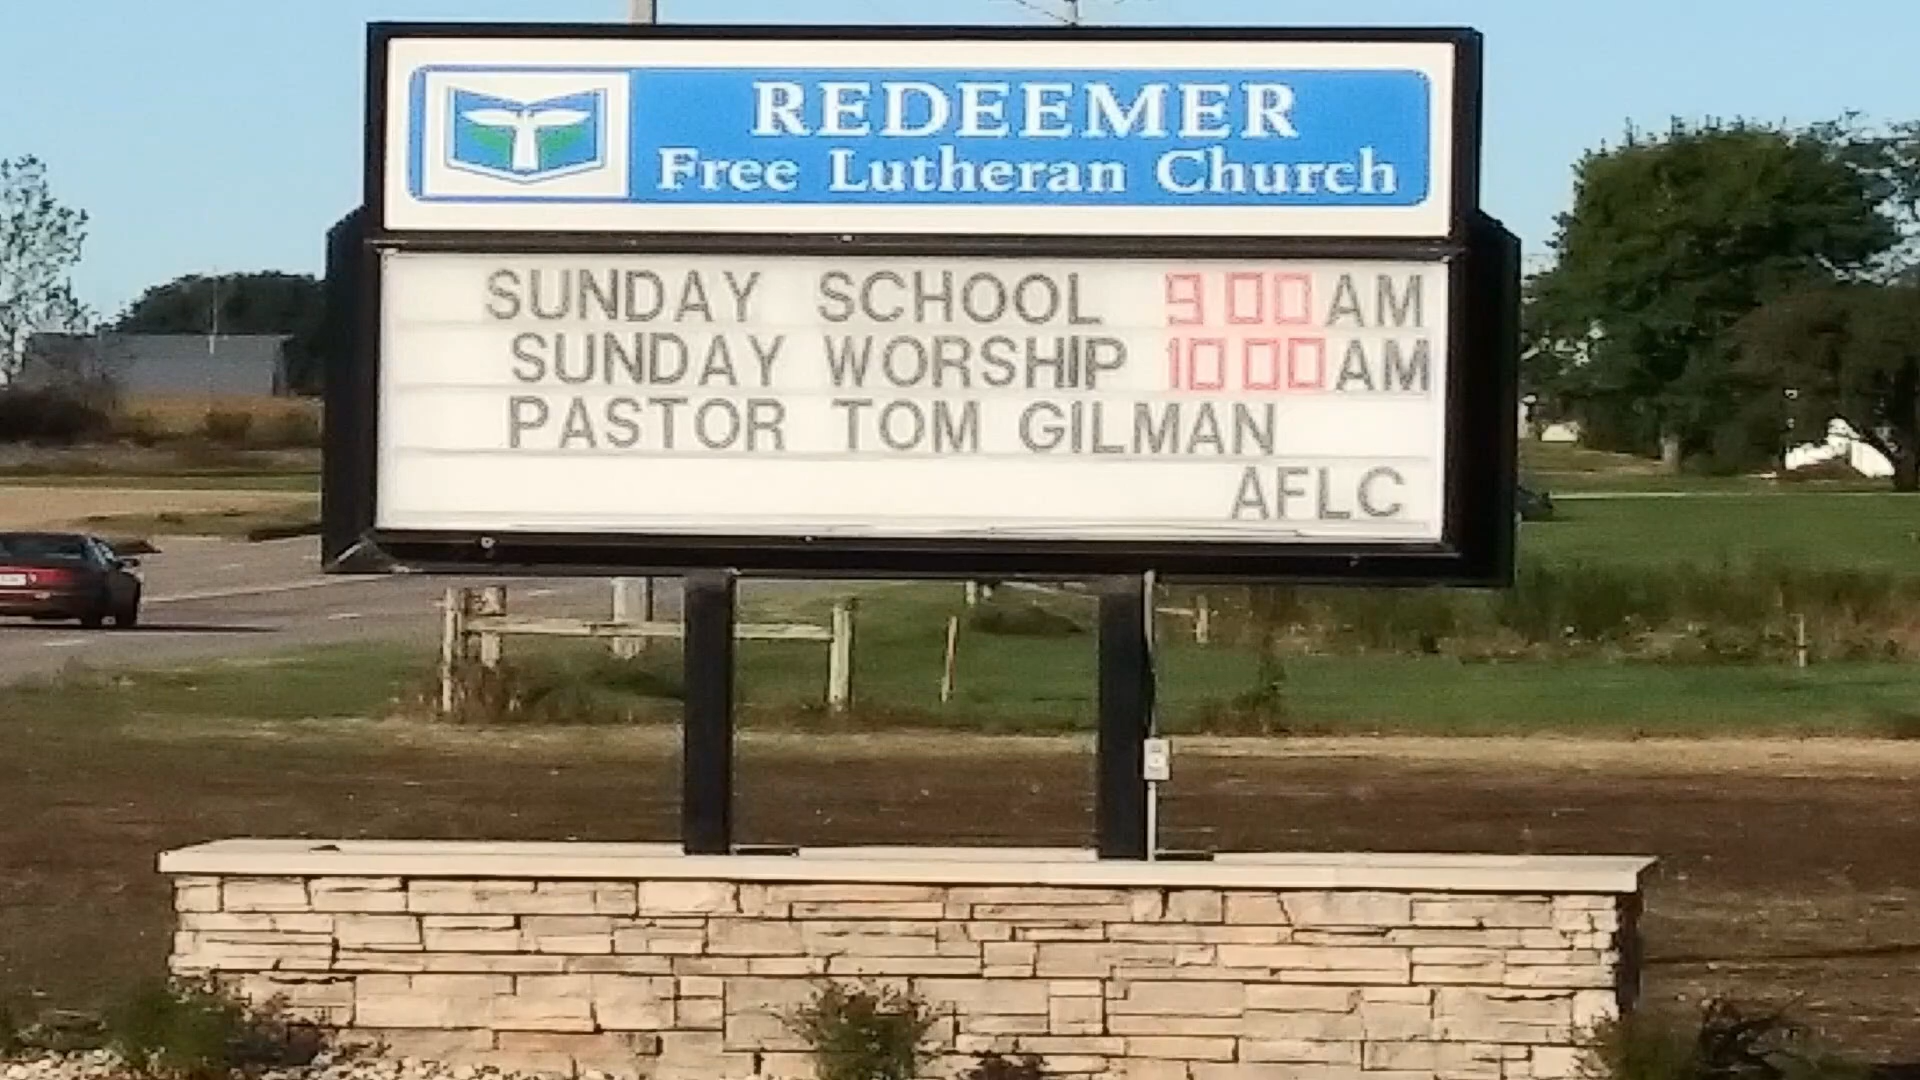 REDEEMER
Free Lutheran Church
SUNDAY SCHOOL 9 00 AM
SUNDAY WORSHIP 10 00 AM
PASTOR TOM GILMAN
AFLC